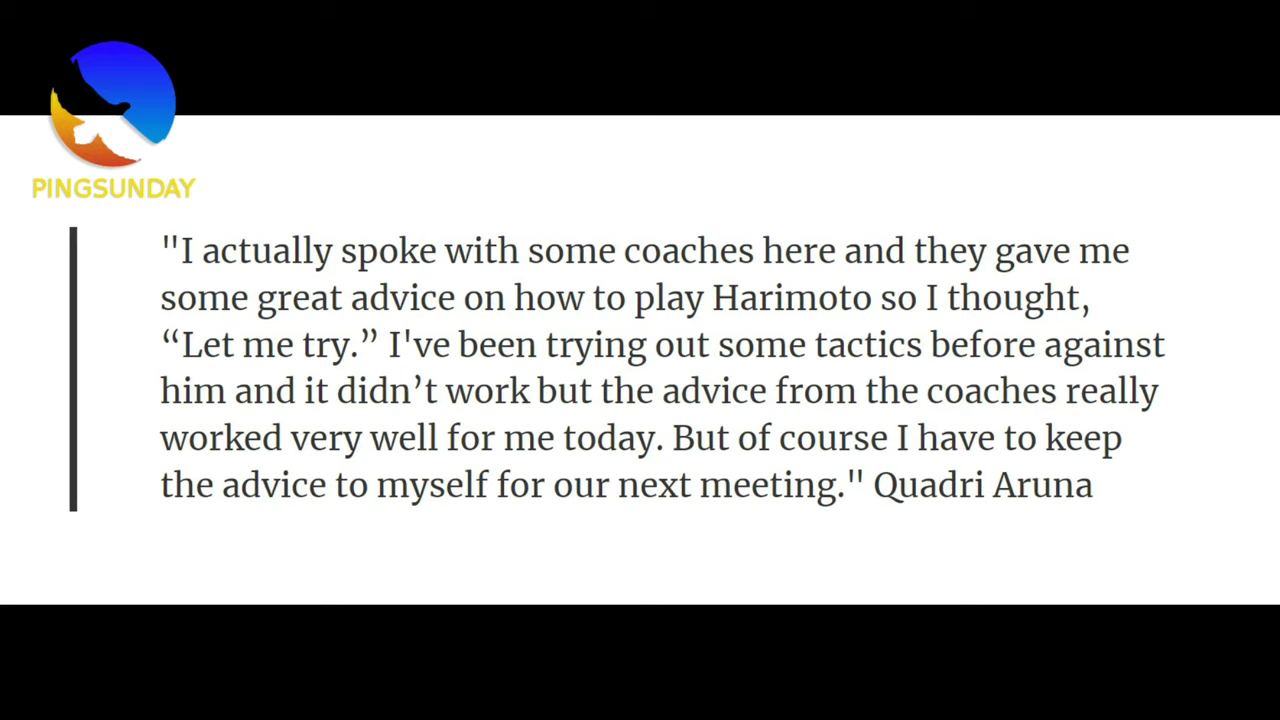 PINGSUNDAY
"I actually spoke with some coaches here and they gave me
some great advice on how to play Harimoto so I thought,
“Let me try.” I've been trying out some tactics before against
him and it didn’t work but the advice from the coaches really
worked very well for me today. But of course I have to keep
the advice to myself for our next meeting." Quadri Aruna